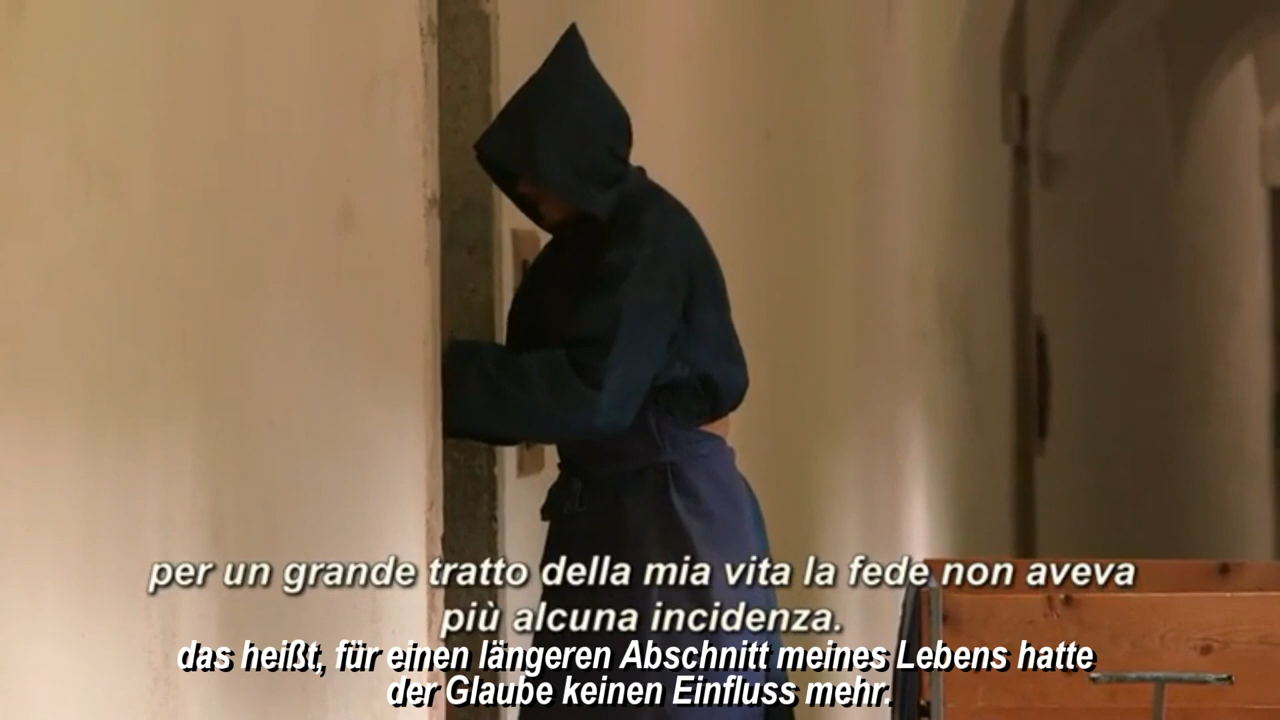 per un grande tratto della mia vita la fede non aveva
più alcuna incidenza.
das heißt, für einen längeren Abschnitt meines Lebens hatte
der Glaube keinen Einfluss mehr.